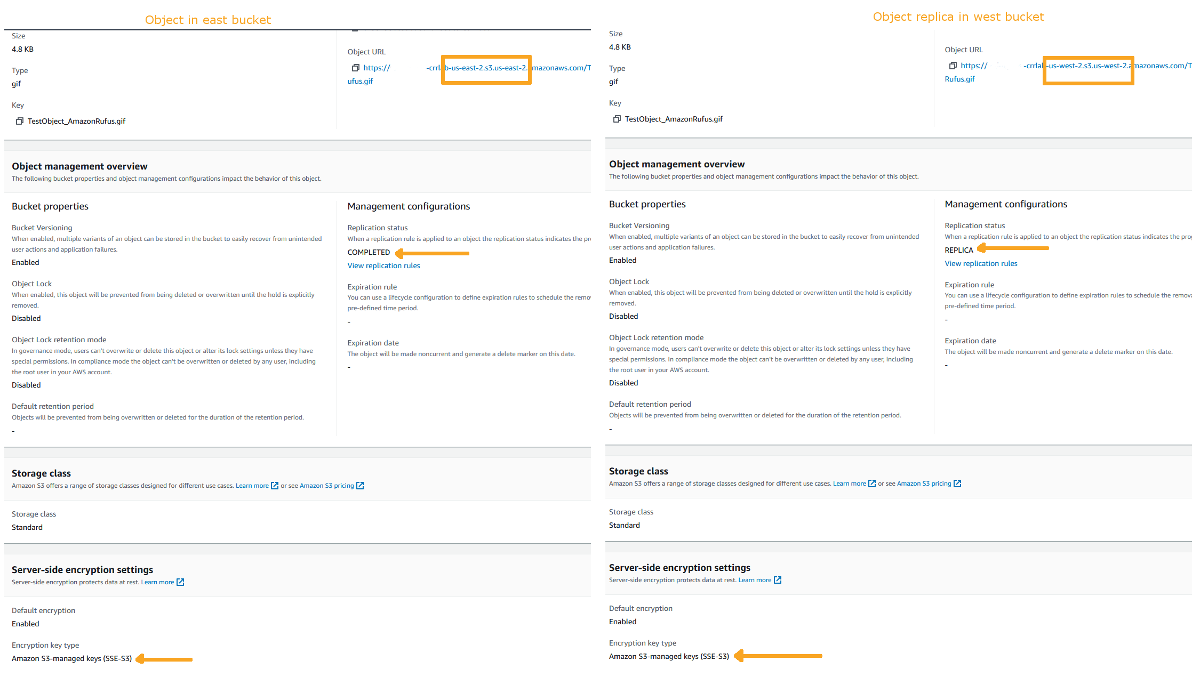 Object in east bucket
Size
4.8 KB
Type
gif
Key
TestObject_AmazonRufus.gif
Object URL
https:// -crrlab-us-east-2.s3.us-east-2.amazonaws.com/T
ufus.gif
Object management overview
The following bucket properties and object management configurations impact the behavior of this object.
Bucket properties
Bucket Versioning
When enabled, multiple variants of an object can be stored in the bucket to easily recover from unintended
user actions and application failures.
Enabled
Object Lock
When enabled, this object will be prevented from being deleted or overwritten until the hold is explicitly
removed.
Disabled
Object Lock retention mode
In governance mode, users can't overwrite or delete this object or alter its lock settings unless they have
special permissions. In compliance mode the object can't be overwritten or deleted by any user, including
the root user in your AWS account.
Disabled
Default retention period
Objects will be prevented from being overwritten or deleted for the duration of the retention period.
-
Management configurations
Replication status
When a replication rule is applied to an object the replication status indicates the pr
COMPLETED
View replication rules
Expiration rule
You can use a lifecycle configuration to define expiration rules to schedule the remov
pre-defined time period.
-
Expiration date
The object will be made noncurrent and generate a delete marker on this date.
-
Storage class
Amazon S3 offers a range of storage classes designed for different use cases. Learn more or see Amazon S3 pricing
Storage class
Standard
Server-side encryption settings
Server-side encryption protects data at rest. Learn more
Default encryption
Enabled
Encryption key type
Amazon S3-managed keys (SSE-S3)
Object replica in west bucket
Size
4.8 KB
Type
gif
Key
TestObject_AmazonRufus.gif
Object URL
https:// -crrlab-us-west-2.s3.us-west-2.amazonaws.com/T
Rufus.gif
Object management overview
The following bucket properties and object management configurations impact the behavior of this object.
Bucket properties
Bucket Versioning
When enabled, multiple variants of an object can be stored in the bucket to easily recover from unintended
user actions and application failures.
Enabled
Object Lock
When enabled, this object will be prevented from being deleted or overwritten until the hold is explicitly
removed.
Disabled
Object Lock retention mode
In governance mode, users can't overwrite or delete this object or alter its lock settings unless they have
special permissions. In compliance mode the object can't be overwritten or deleted by any user, including
the root user in your AWS account.
Disabled
Default retention period
Objects will be prevented from being overwritten or deleted for the duration of the retention period.
-
Management configurations
Replication status
When a replication rule is applied to an object the replication status indicates the pro
REPLICA
View replication rules
Expiration rule
You can use a lifecycle configuration to define expiration rules to schedule the remova
pre-defined time period.
-
Expiration date
The object will be made noncurrent and generate a delete marker on this date.
-
Storage class
Amazon S3 offers a range of storage classes designed for different use cases. Learn more or see Amazon S3 pricing
Storage class
Standard
Server-side encryption settings
Server-side encryption protects data at rest. Learn more
Default encryption
Enabled
Encryption key type
Amazon S3-managed keys (SSE-S3)